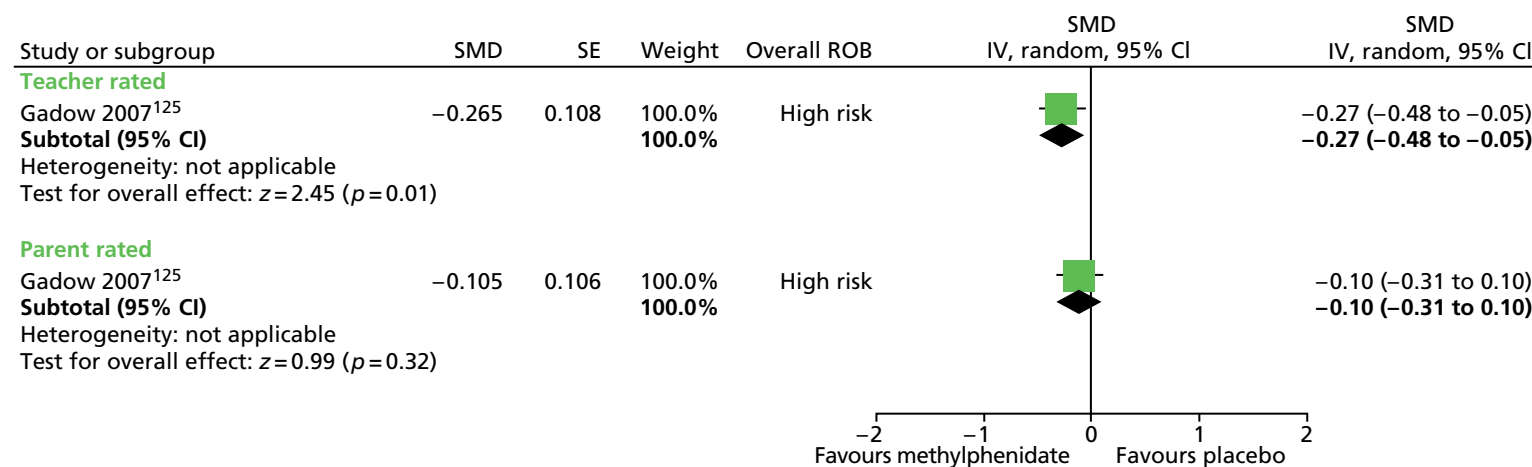 SMD SMD
Study or subgroup SMD SE Weight Overall ROB IV, random, 95% CI IV, random, 95% CI
Teacher rated
Gadow 2007125 −0.265 0.108 100.0% High risk −0.27 (−0.48 to −0.05)
Subtotal (95% CI) 100.0% −0.27 (−0.48 to −0.05)
Heterogeneity: not applicable
Test for overall effect: z=2.45 (p=0.01)
Parent rated
Gadow 2007125 −0.105 0.106 100.0% High risk −0.10 (−0.31 to 0.10)
Subtotal (95% CI) 100.0% −0.10 (−0.31 to 0.10)
Heterogeneity: not applicable
Test for overall effect: z=0.99 (p=0.32)
−2 −1 0 1 2
Favours methylphenidate Favours placebo